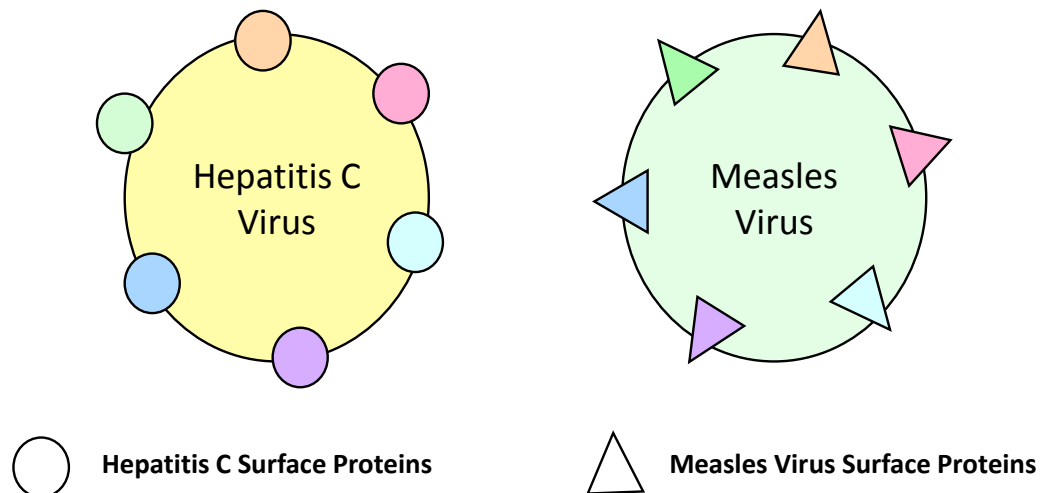 Hepatitis C
Virus
Measles
Virus
Hepatitis C Surface Proteins
Measles Virus Surface Proteins